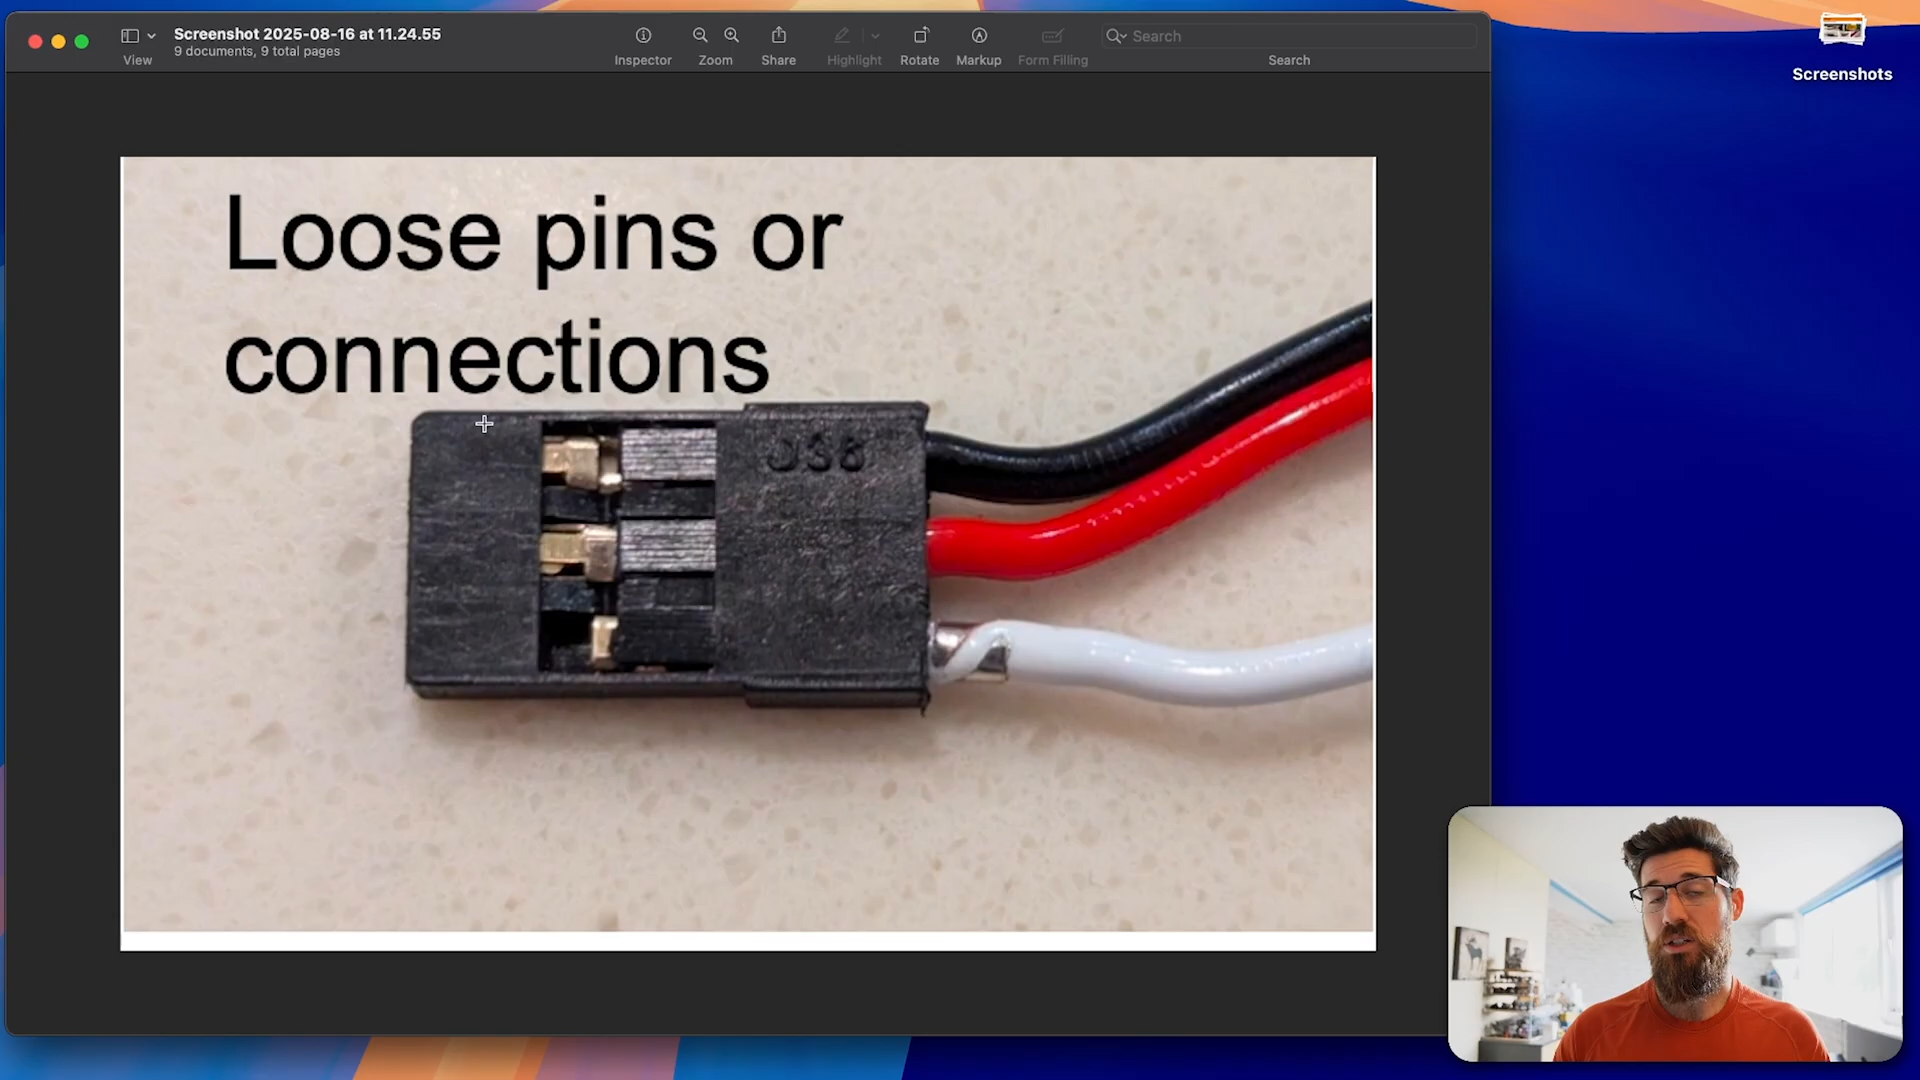 Screenshot 2025-08-16 at 11.24.55
9 documents, 9 total pages
View
Inspector
Zoom
Share
Highlight
Rotate
Markup
Form Filling
Search
Search
Screenshots
Loose pins or
connections